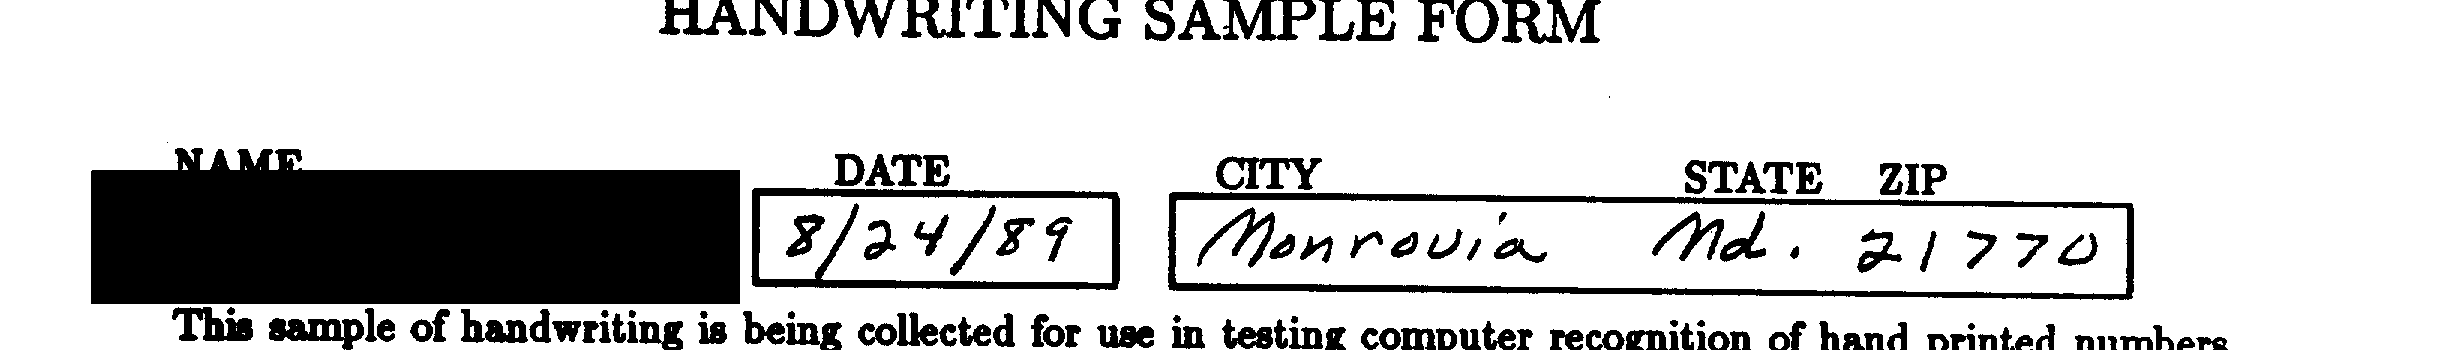 HANDWRITING SAMPLE FORM
NAME DATE CITY STATE ZIP
8/24/89 Monrovia Md. 21770
This sample of handwriting is being collected for use in testing computer recognition of hand printed numbers